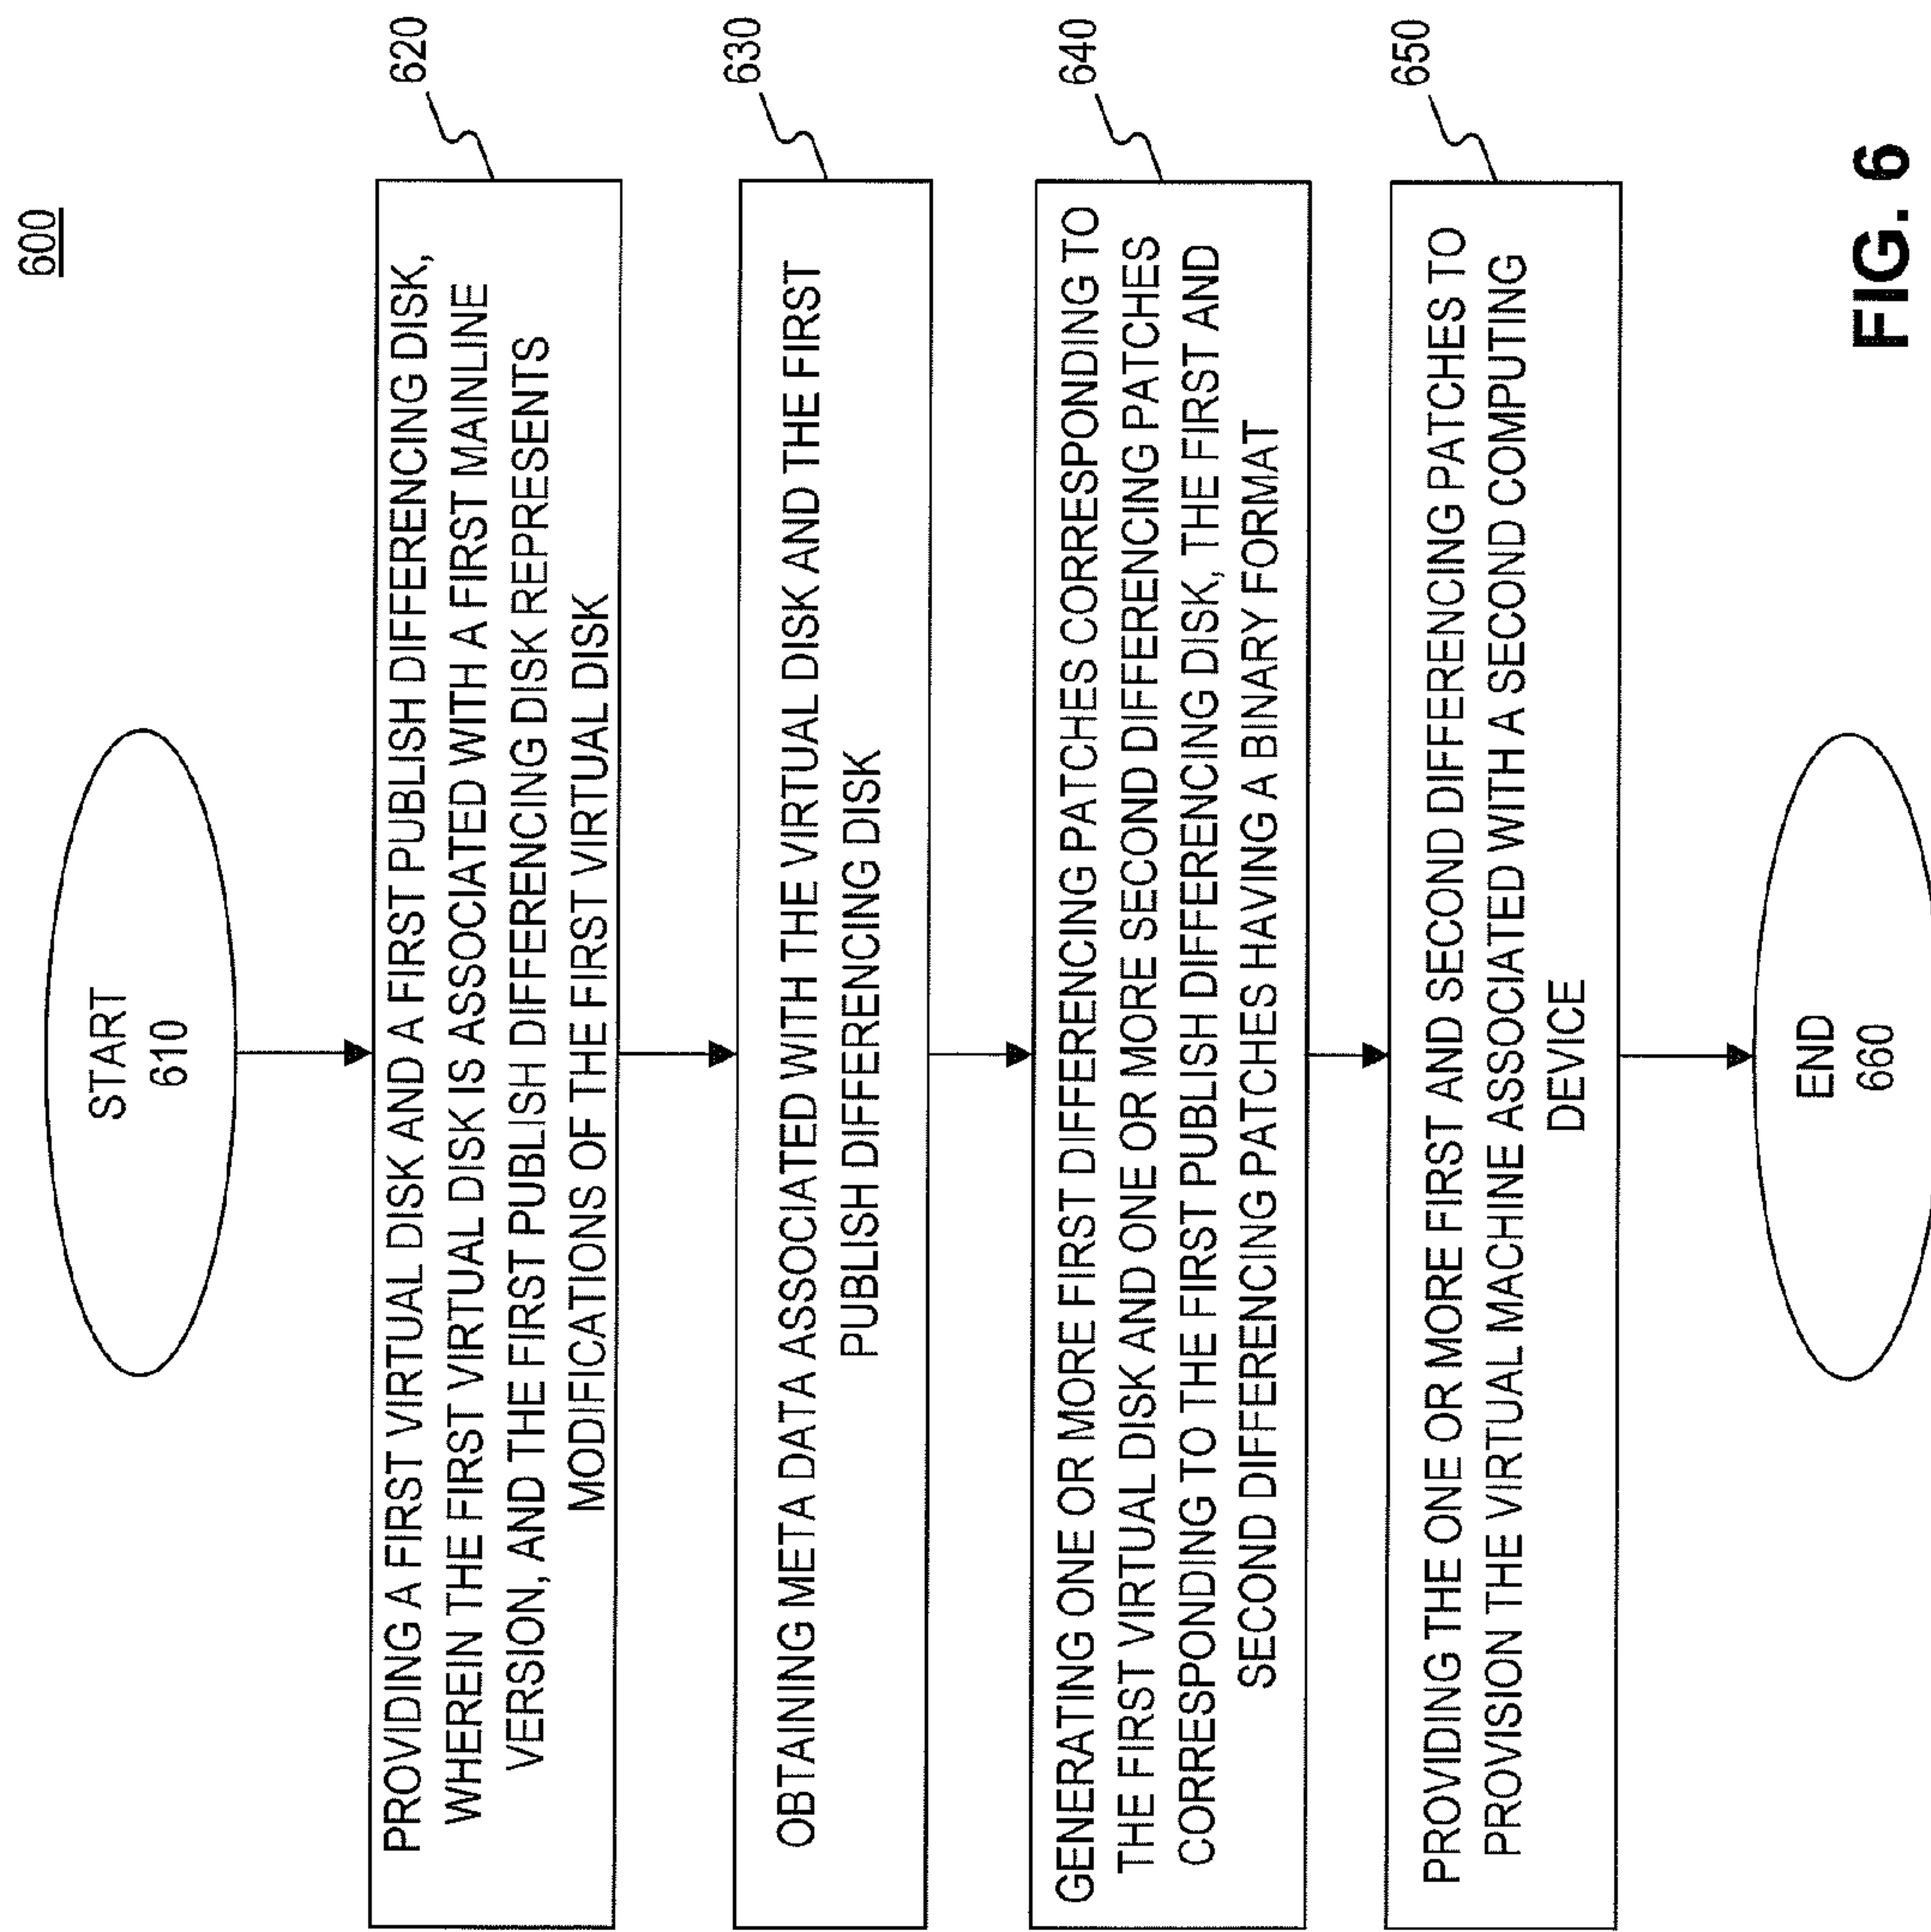 600
START
610
PROVIDING A FIRST VIRTUAL DISK AND A FIRST PUBLISH DIFFERENCING DISK,
WHEREIN THE FIRST VIRTUAL DISK IS ASSOCIATED WITH A FIRST MAINLINE
VERSION, AND THE FIRST PUBLISH DIFFERENCING DISK REPRESENTS
MODIFICATIONS OF THE FIRST VIRTUAL DISK
620
OBTAINING META DATA ASSOCIATED WITH THE VIRTUAL DISK AND THE FIRST
PUBLISH DIFFERENCING DISK
630
GENERATING ONE OR MORE FIRST DIFFERENCING PATCHES CORRESPONDING TO
THE FIRST VIRTUAL DISK AND ONE OR MORE SECOND DIFFERENCING PATCHES
CORRESPONDING TO THE FIRST PUBLISH DIFFERENCING DISK, THE FIRST AND
SECOND DIFFERENCING PATCHES HAVING A BINARY FORMAT
640
PROVIDING THE ONE OR MORE FIRST AND SECOND DIFFERENCING PATCHES TO
PROVISION THE VIRTUAL MACHINE ASSOCIATED WITH A SECOND COMPUTING
DEVICE
650
END
660
FIG. 6